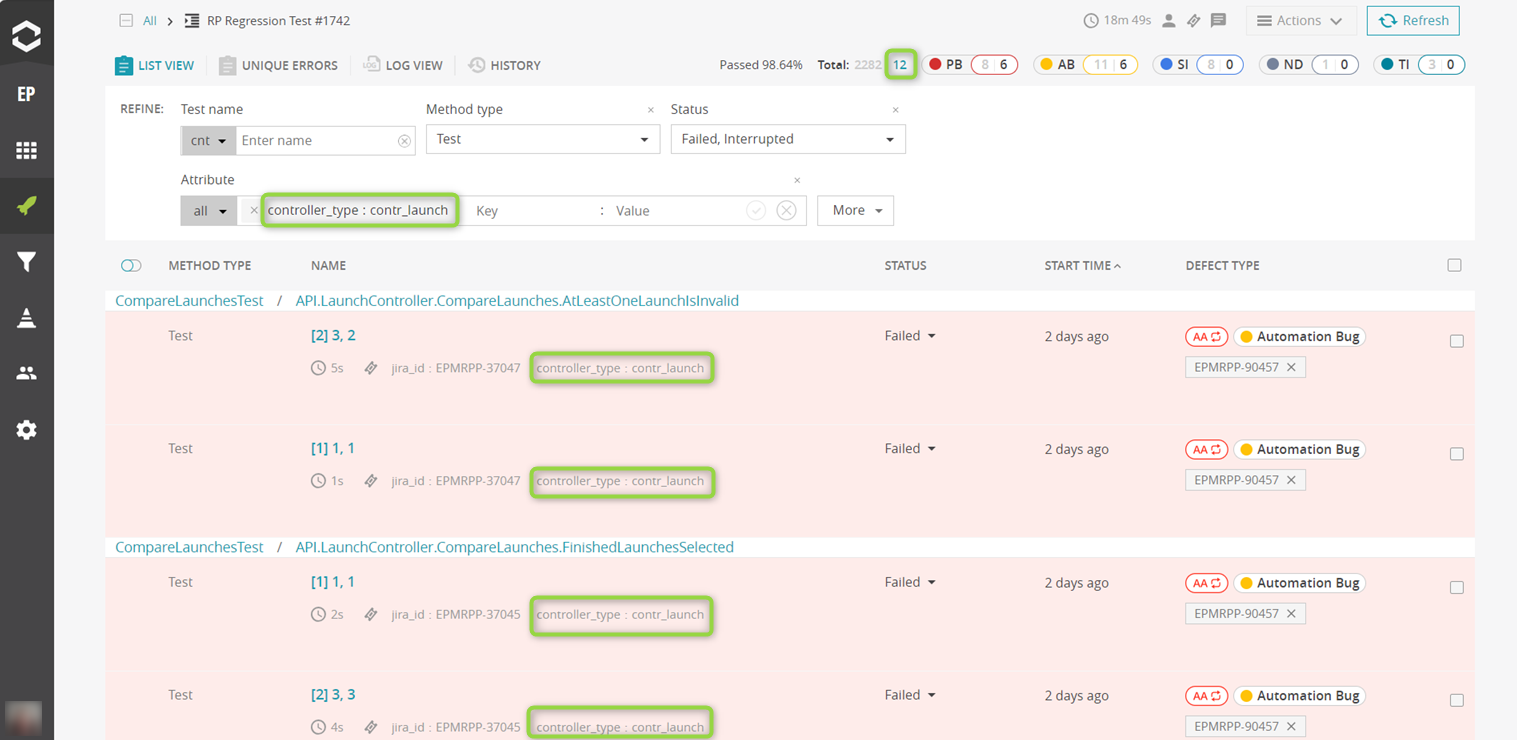 All > RP Regression Test #1742 18m 49s Actions Refresh
LIST VIEW UNIQUE ERRORS LOG LOG VIEW HISTORY Passed 98.64% Total: 2282 12 PB 8 6 AB 11 6 SI 8 0 ND 1 0 TI 3 0
EP
REFINE: Test name Method type × Status ×
cnt Enter name Test Failed, Interrupted
Attribute ×
all × controller_type : contr_launch Key : Value More
METHOD TYPE NAME STATUS START TIME DEFECT TYPE
CompareLaunchesTest / API.LaunchController.CompareLaunches.AtLeastOneLaunchIsInvalid
Test [2] 3, 2 Failed 2 days ago AA Automation Bug
5s jira_id : EPMRPP-37047 controller_type : contr_launch EPMRPP-90457 ×
Test [1] 1, 1 Failed 2 days ago AA Automation Bug
1s jira_id : EPMRPP-37047 controller_type : contr_launch EPMRPP-90457 ×
CompareLaunchesTest / API.LaunchController.CompareLaunches.FinishedLaunchesSelected
Test [1] 1, 1 Failed 2 days ago AA Automation Bug
2s jira_id : EPMRPP-37045 controller_type : contr_launch EPMRPP-90457 ×
Test [2] 3, 3 Failed 2 days ago AA Automation Bug
4s jira_id : EPMRPP-37045 controller_type : contr_launch EPMRPP-90457 ×